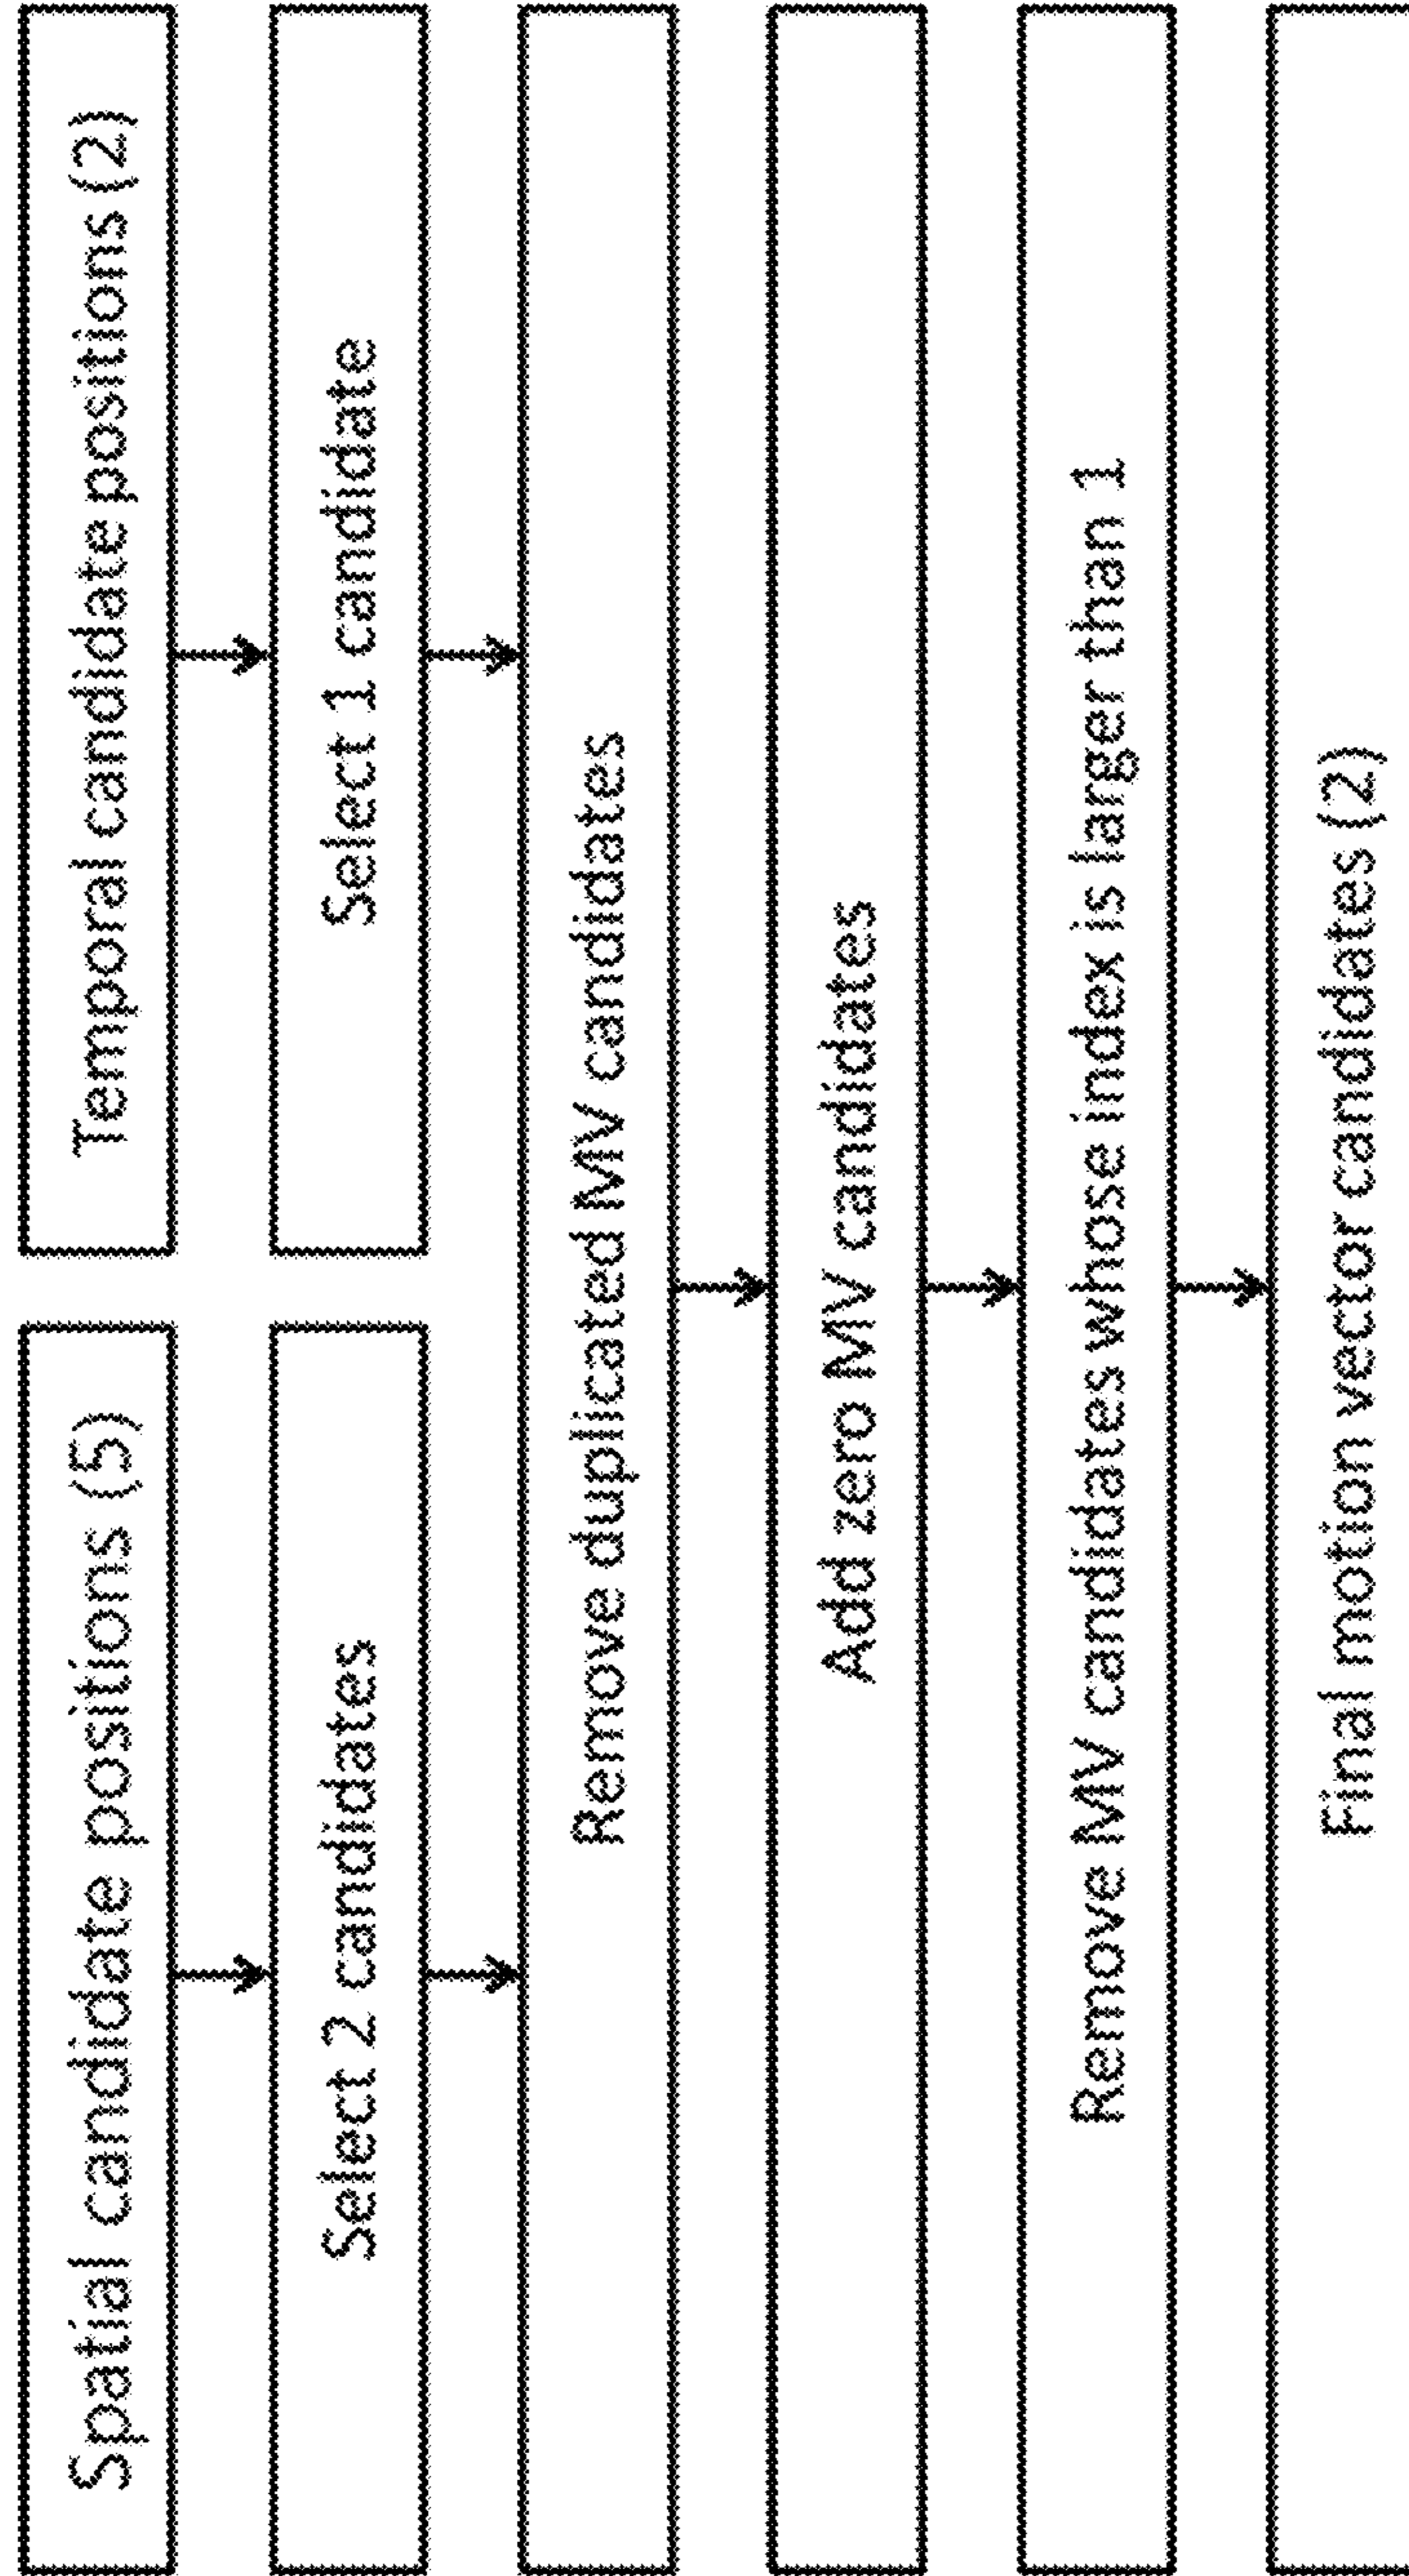 Spatial candidate positions (5)
Temporal candidate positions (2)
Select 2 candidates
Select 1 candidate
Remove duplicated MV candidates
Add zero MV candidates
Remove MV candidates whose index is larger than 1
Final motion vector candidates (2)